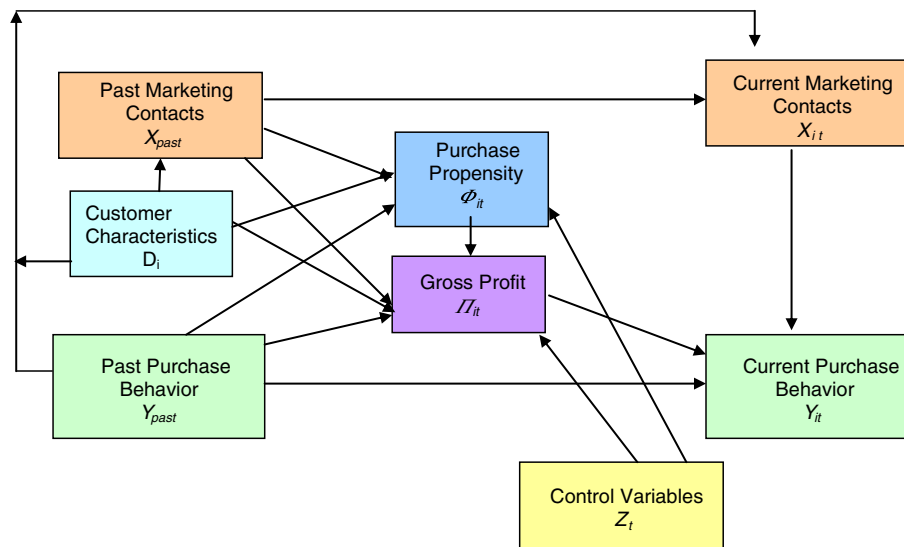 Past Marketing
Contacts
X_past
Current Marketing
Contacts
X_i t
Purchase
Propensity
Φ_it
Customer
Characteristics
D_i
Gross Profit
Π_it
Past Purchase
Behavior
Y_past
Current Purchase
Behavior
Y_it
Control Variables
Z_t